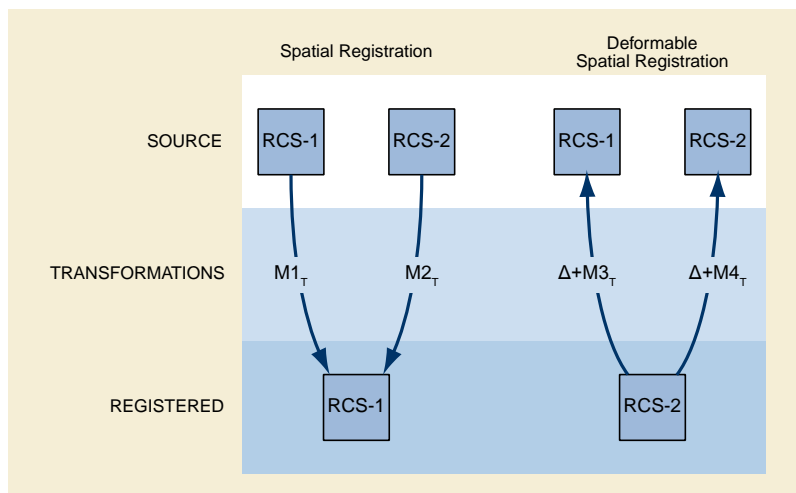 Spatial Registration
Deformable
Spatial Registration
SOURCE
RCS-1
RCS-2
RCS-1
RCS-2
TRANSFORMATIONS
M1T
M2T
Δ+M3T
Δ+M4T
REGISTERED
RCS-1
RCS-2